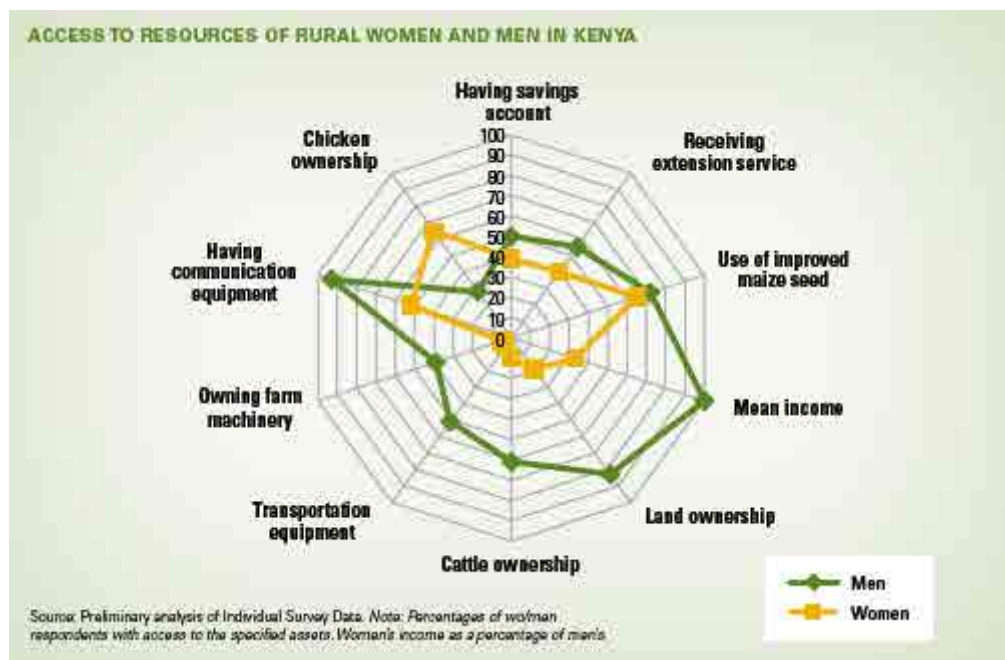 ACCESS TO RESOURCES OF RURAL WOMEN AND MEN IN KENYA
Having savings
account
Chicken
ownership
Receiving
extension service
100
90
80
70
60
50
40
30
20
10
0
Having
communication
equipment
Use of improved
maize seed
Owning farm
machinery
Mean income
Transportation
equipment
Land ownership
Cattle ownership
Men
Women
Source: Preliminary analysis of Individual Survey Data. Note: Percentages of wo/men
respondents with access to the specified assets. Women's income as a percentage of men's